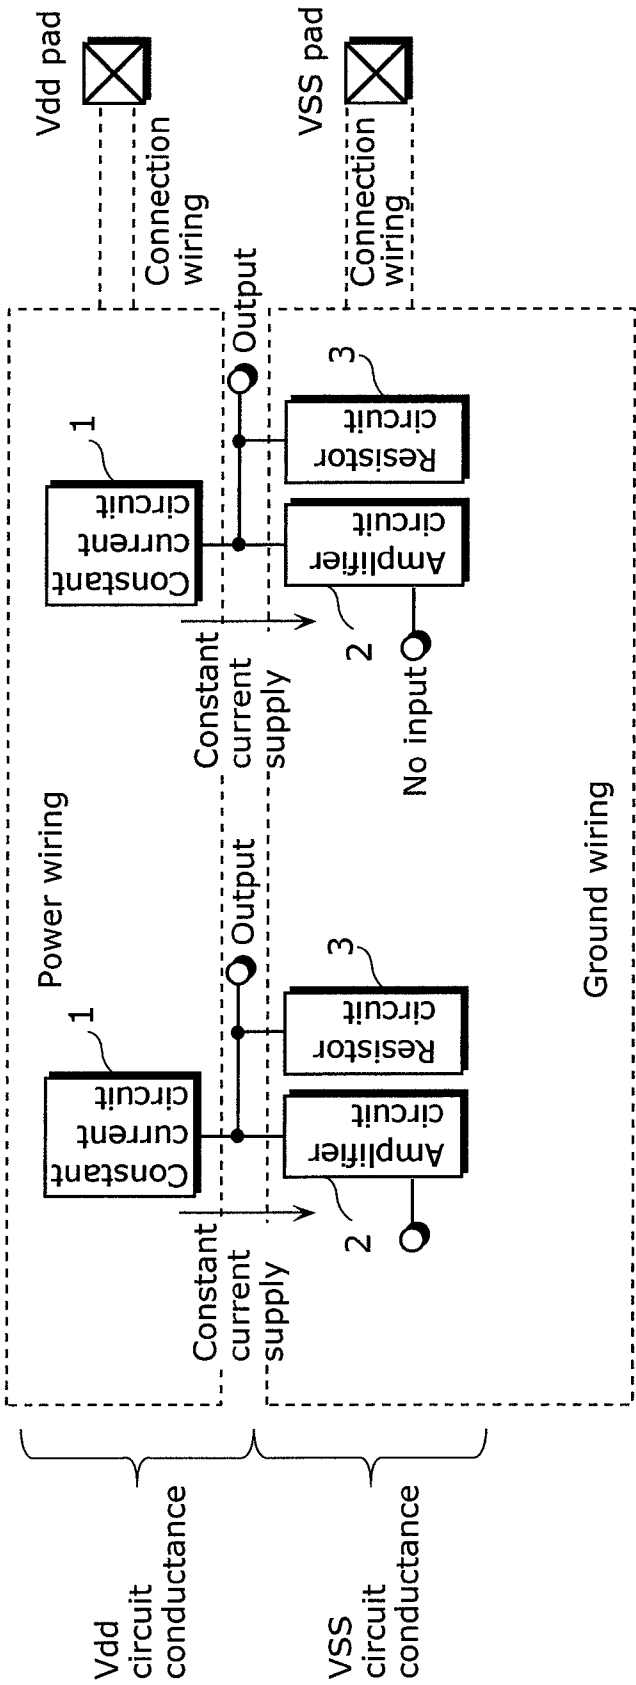 Vdd
circuit
conductance
VSS
circuit
conductance
Power wiring
1
Constant
current
circuit
Constant
current
supply
Output
2
Amplifier
circuit
3
Resistor
circuit
1
Constant
current
circuit
Constant
current
supply
Output
No input
2
Amplifier
circuit
3
Resistor
circuit
Ground wiring
Vdd pad
Connection
wiring
VSS pad
Connection
wiring